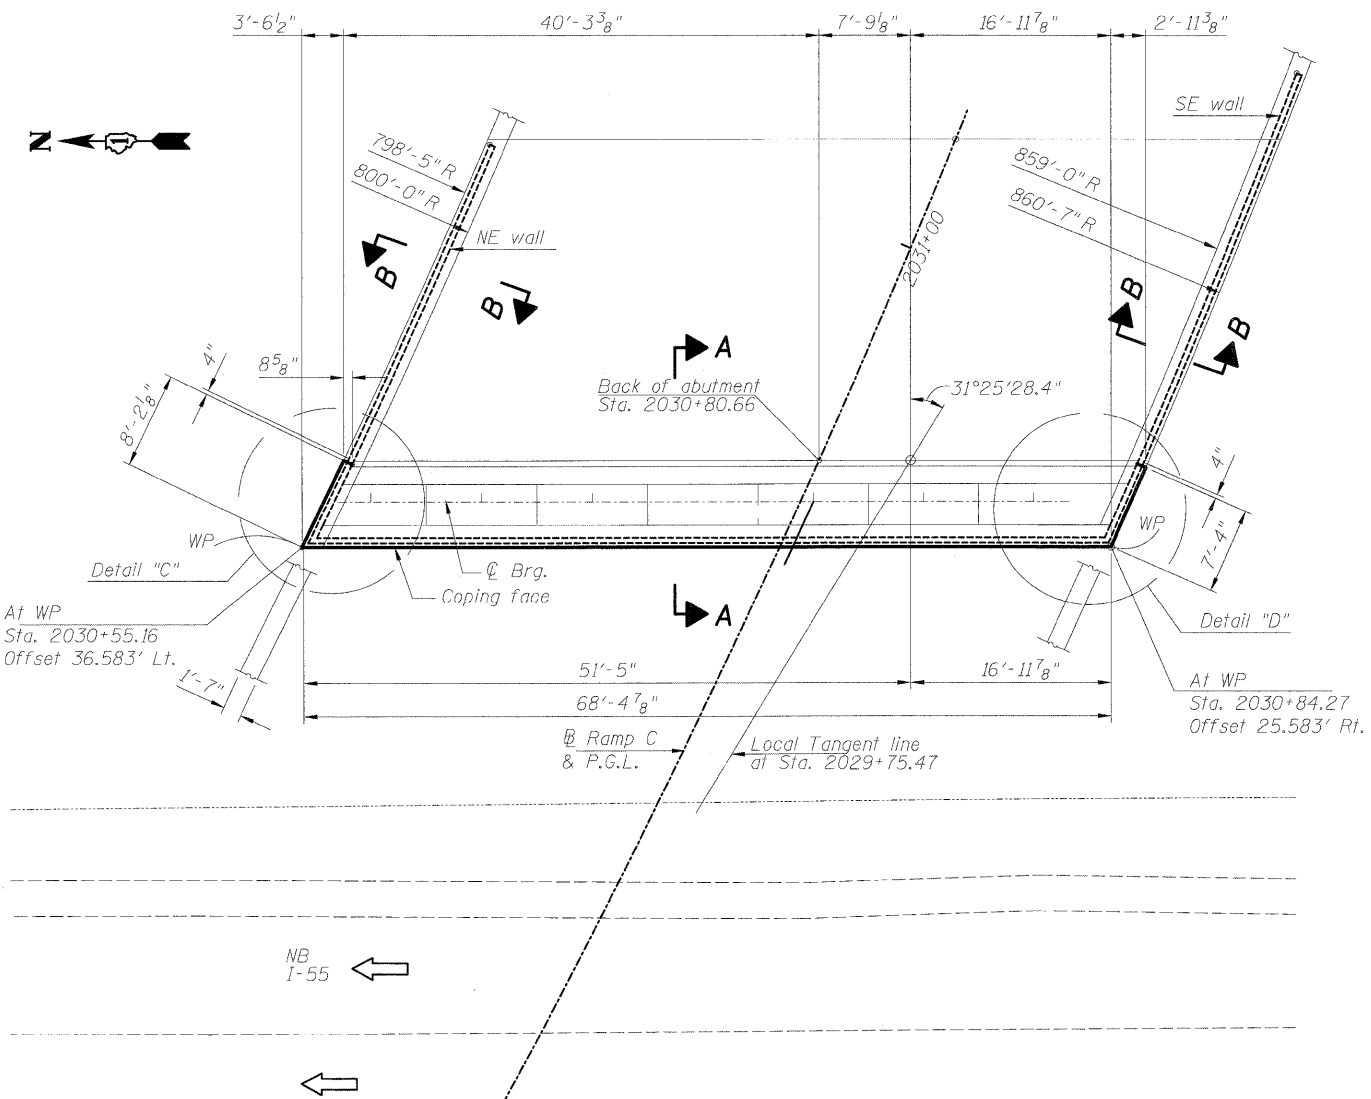 3'-6½" 40'-3⅜" 7'-9⅛" 16'-11⅞" 2'-11⅜"
SE wall
N
798'-5" R
800'-0" R
859'-0" R
860'-7" R
NE wall
2031+00
B
B
B
B
A
4"
8⅝"
8'-2⅛"
Back of abutment
Sta. 2030+80.66
31°25'28.4"
4"
7'-4"
WP
WP
Detail "C"
℄ Brg.
Coping face
A
Detail "D"
At WP
Sta. 2030+55.16
Offset 36.583' Lt.
1'-7"
51'-5" 16'-11⅞"
68'-4⅞"
At WP
Sta. 2030+84.27
Offset 25.583' Rt.
B Ramp C
& P.G.L.
Local Tangent line
at Sta. 2029+75.47
NB
I-55